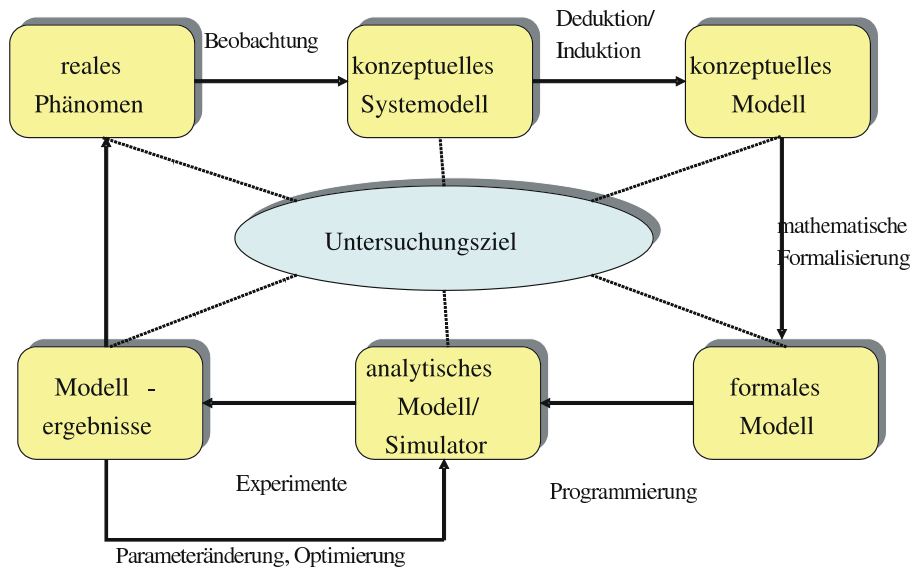 reales
Phänomen
Beobachtung
konzeptuelles
Systemodell
Deduktion/
Induktion
konzeptuelles
Modell
Untersuchungsziel
mathematische
Formalisierung
Modell -
ergebnisse
analytisches
Modell/
Simulator
formales
Modell
Experimente
Programmierung
Parameteränderung, Optimierung